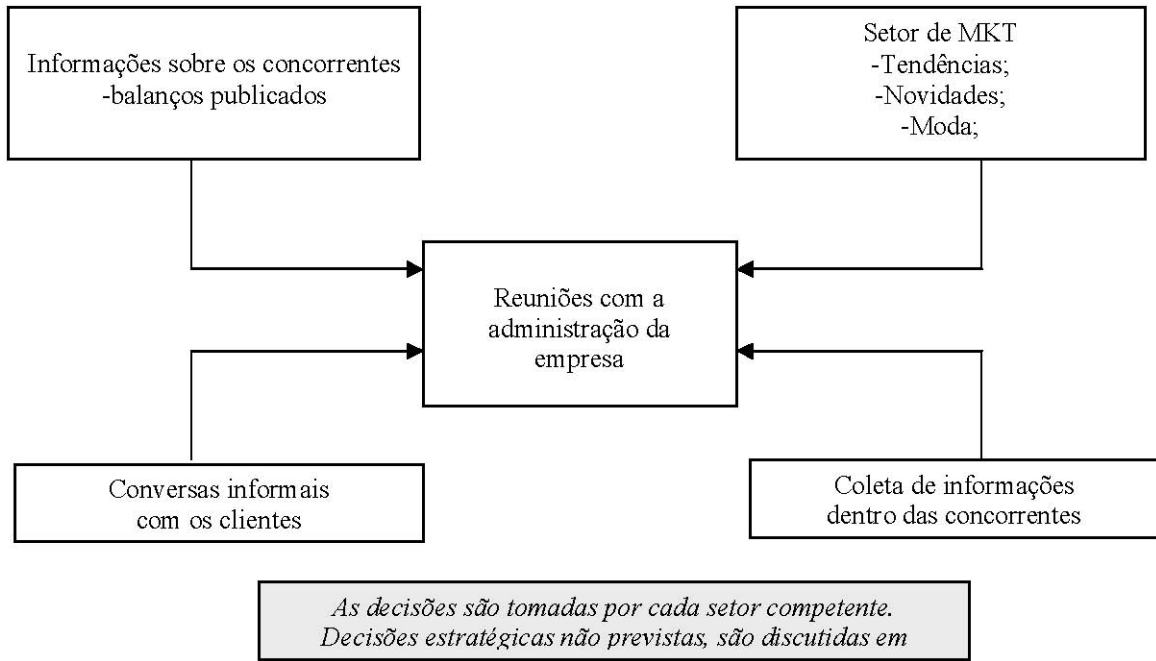 Informações sobre os concorrentes
-balanços publicados
Setor de MKT
-Tendências;
-Novidades;
-Moda;
Reuniões com a
administração da
empresa
Conversas informais
com os clientes
Coleta de informações
dentro das concorrentes
As decisões são tomadas por cada setor competente.
Decisões estratégicas não previstas, são discutidas em